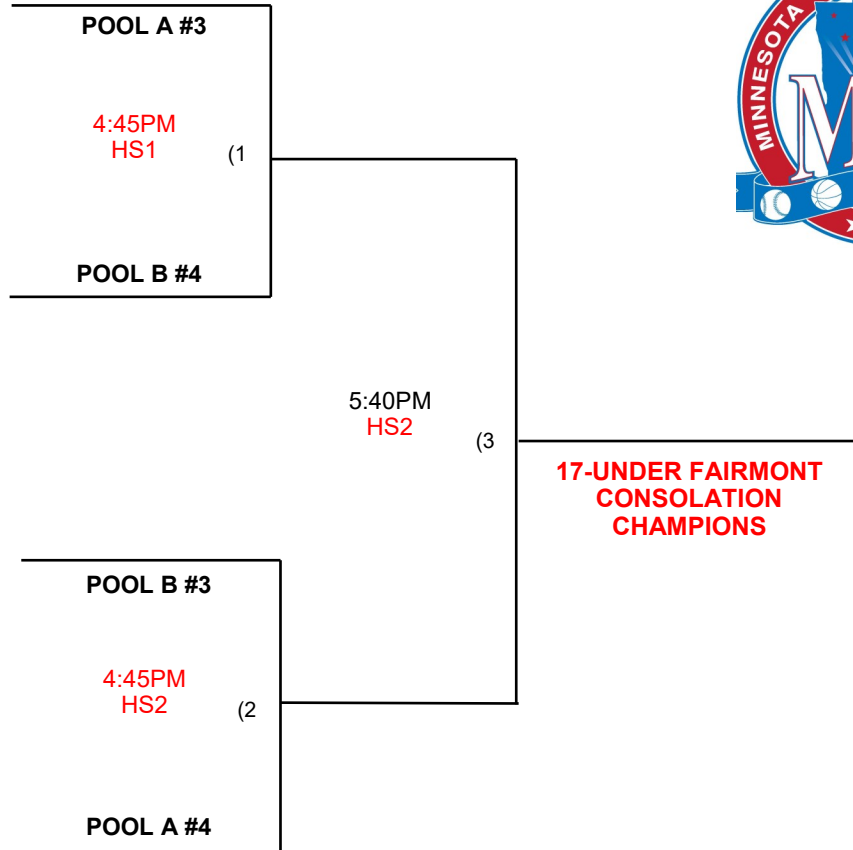 POOL A #3
4:45PM
HS1
(1
POOL B #4
MINNESOTA
M
5:40PM
HS2
(3
17-UNDER FAIRMONT
CONSOLATION
CHAMPIONS
POOL B #3
4:45PM
HS2
(2
POOL A #4